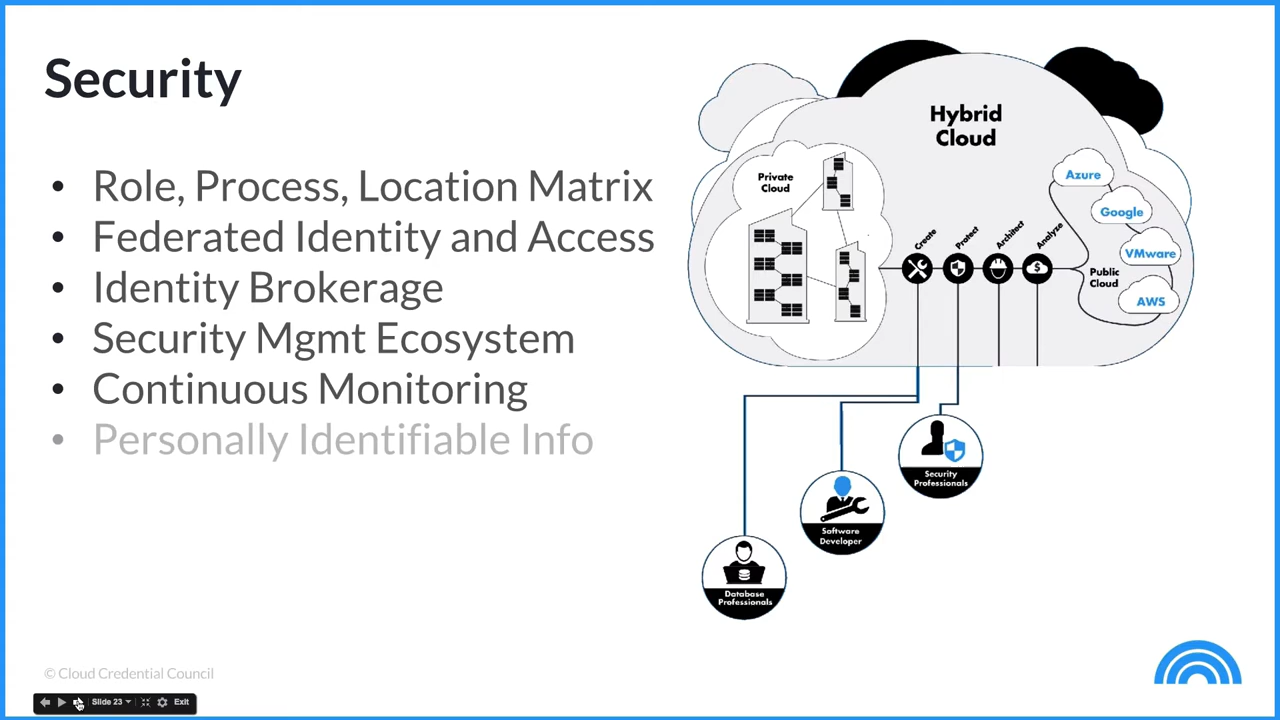 Security
• Role, Process, Location Matrix
• Federated Identity and Access
• Identity Brokerage
• Security Mgmt Ecosystem
• Continuous Monitoring
• Personally Identifiable Info
Hybrid
Cloud
Private
Cloud
Create
Protect
Architect
Analyze
Public
Cloud
Azure
Google
VMware
AWS
Security
Professionals
Software
Developer
Database
Professionals
© Cloud Credential Council
Slide 23
Exit